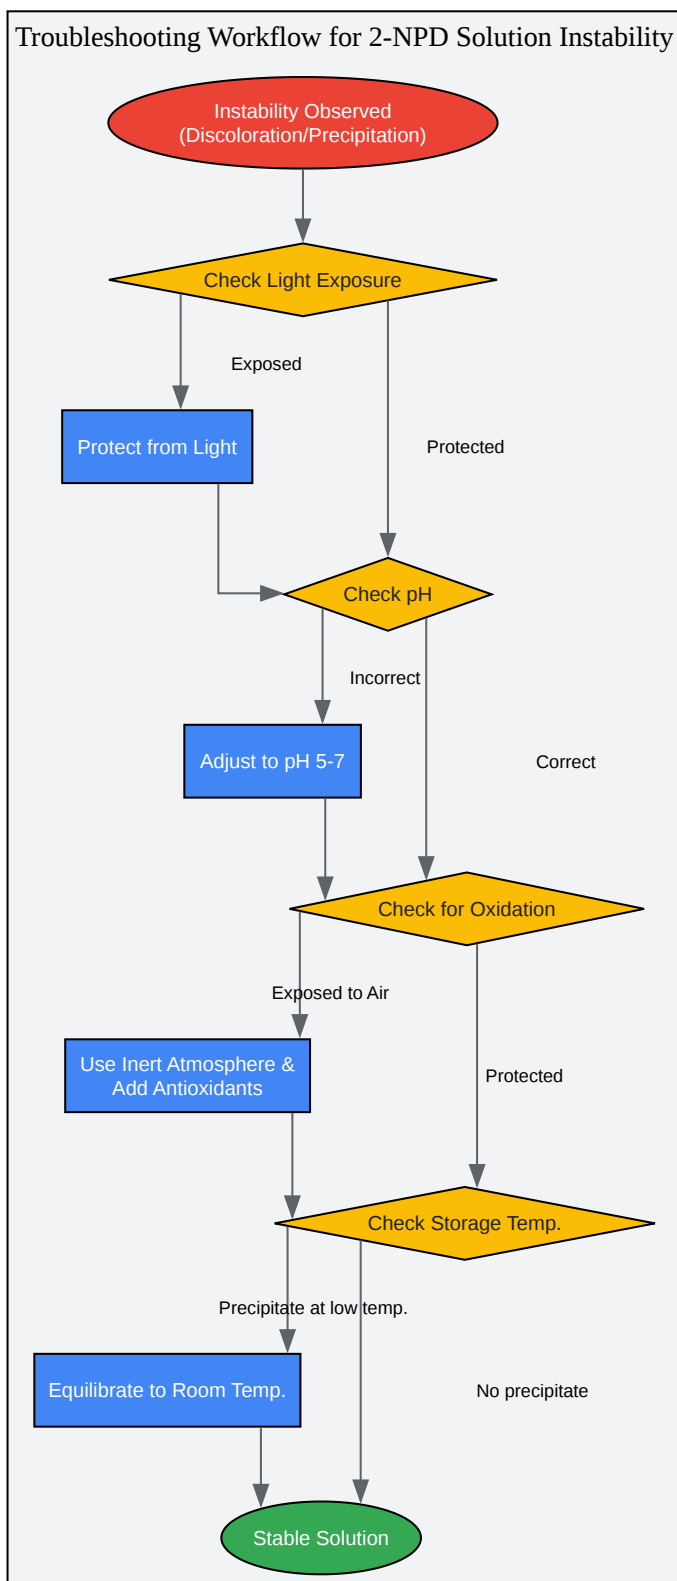 Troubleshooting Workflow for 2-NPD Solution Instability
Instability Observed
(Discoloration/Precipitation)
Check Light Exposure
Exposed
Protect from Light
Protected
Check pH
Incorrect
Adjust to pH 5-7
Correct
Check for Oxidation
Exposed to Air
Use Inert Atmosphere &
Add Antioxidants
Protected
Check Storage Temp.
Precipitate at low temp.
Equilibrate to Room Temp.
No precipitate
Stable Solution